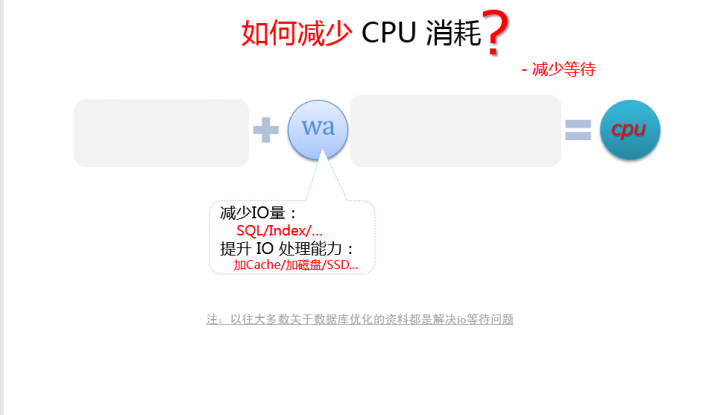 如何减少 CPU 消耗?
- 减少等待
+ wa = cpu
减少IO量：
SQL/Index/...
提升 IO 处理能力：
加Cache/加磁盘/SSD...
注：以往大多数关于数据库优化的资料都是解决io等待问题